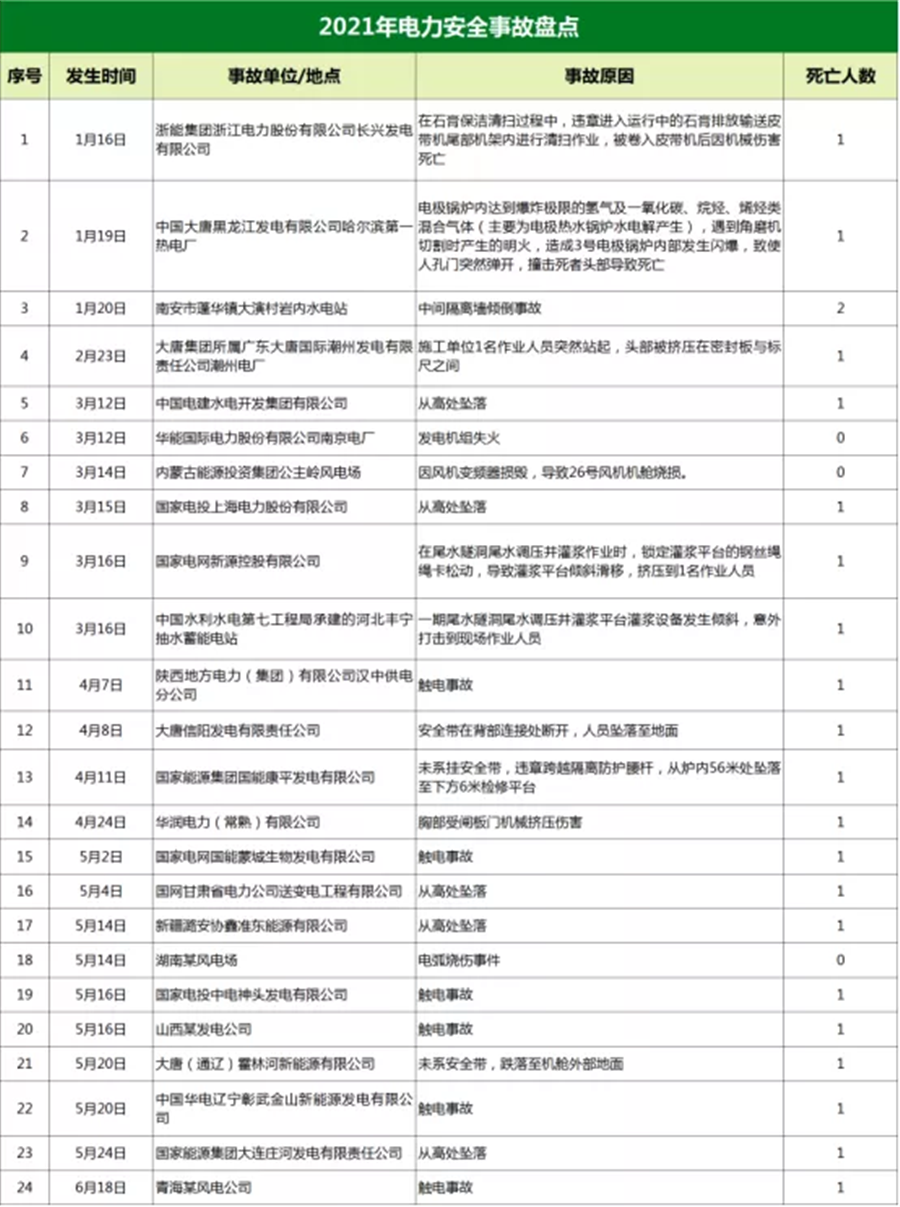 2021年电力安全事故盘点
序号 发生时间 事故单位/地点 事故原因 死亡人数
1 1月16日 浙能集团浙江电力股份有限公司长兴发电
有限公司
在石膏保洁清扫过程中，违章进入运行中的石膏排放输送皮
带机尾部机架内进行清扫作业，被卷入皮带机后因机械伤害
死亡
1
2 1月19日 中国大唐黑龙江发电有限公司哈尔滨第一
热电厂
电极锅炉内达到爆炸极限的氢气及一氧化碳、烷烃、烯烃类
混合气体（主要为电极热水锅炉水电解产生），遇到角磨机
切割时产生的明火，造成3号电极锅炉内部发生闪爆，致使
人孔门突然弹开，撞击死者头部导致死亡
1
3 1月20日 南安市蓬华镇大演村岩内水电站 中间隔离墙倾倒事故 2
4 2月23日 大唐集团所属广东大唐国际潮州发电有限
责任公司潮州电厂
施工单位1名作业人员突然站起，头部被挤压在密封板与标
尺之间
1
5 3月12日 中国电建水电开发集团有限公司 从高处坠落 1
6 3月12日 华能国际电力股份有限公司南京电厂 发电机组失火 0
7 3月14日 内蒙古能源投资集团公主岭风电场 因风机变频器损毁，导致26号风机机舱烧损。 0
8 3月15日 国家电投上海电力股份有限公司 从高处坠落 1
9 3月16日 国家电网新源控股有限公司 在尾水隧洞尾水调压井灌浆作业时，锁定灌浆平台的钢丝绳
绳卡松动，导致灌浆平台倾斜滑移，挤压到1名作业人员
1
10 3月16日 中国水利水电第七工程局承建的河北丰宁
抽水蓄能电站
一期尾水隧洞尾水调压井灌浆平台灌浆设备发生倾斜，意外
打击到现场作业人员
1
11 4月7日 陕西地方电力（集团）有限公司汉中供电
分公司
触电事故 1
12 4月8日 大唐信阳发电有限责任公司 安全带在背部连接处断开，人员坠落至地面 1
13 4月11日 国家能源集团国能康平发电有限公司 未系挂安全带，违章跨越隔离防护腰杆，从炉内56米处坠落
至下方6米检修平台
1
14 4月24日 华润电力（常熟）有限公司 胸部受闸板门机械挤压伤害 1
15 5月2日 国家电网国能蒙城生物发电有限公司 触电事故 1
16 5月4日 国网甘肃省电力公司送变电工程有限公司 从高处坠落 1
17 5月14日 新疆潞安协鑫准东能源有限公司 从高处坠落 1
18 5月14日 湖南某风电场 电弧烧伤事件 0
19 5月16日 国家电投中电神头发电有限公司 触电事故 1
20 5月16日 山西某发电公司 触电事故 1
21 5月20日 大唐（通辽）霍林河新能源有限公司 未系安全带，跌落至机舱外部地面 1
22 5月20日 中国华电辽宁彰武金山新能源发电有限公
司
触电事故 1
23 5月24日 国家能源集团大连庄河发电有限责任公司 从高处坠落 1
24 6月18日 青海某风电公司 触电事故 1